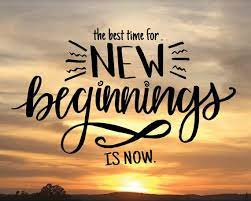 the best time for
NEW
beginnings
IS NOW.